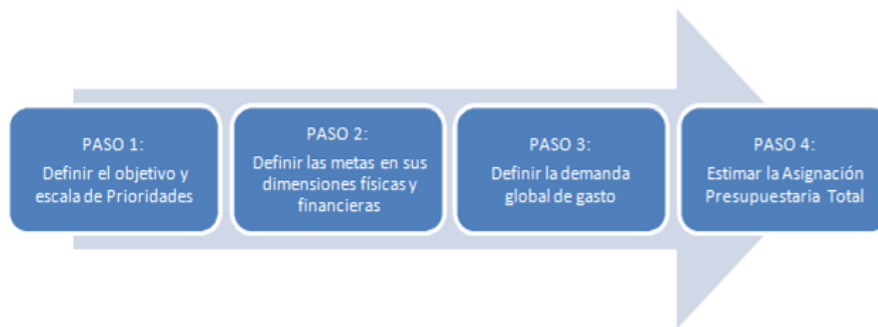 PASO 1:
Definir el objetivo y
escala de Prioridades
PASO 2:
Definir las metas en sus
dimensiones físicas y
financieras
PASO 3:
Definir la demanda
global de gasto
PASO 4:
Estimar la Asignación
Presupuestaria Total